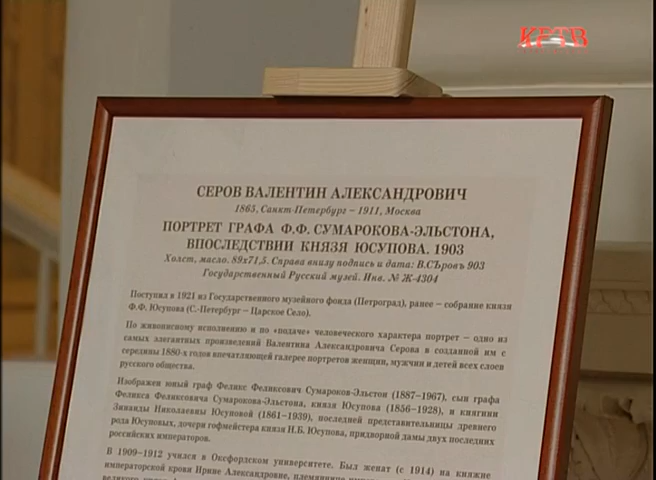 КРТВ
СЕРОВ ВАЛЕНТИН АЛЕКСАНДРОВИЧ
1865, Санкт-Петербург – 1911, Москва
ПОРТРЕТ ГРАФА Ф.Ф. СУМАРОКОВА-ЭЛЬСТОНА,
ВПОСЛЕДСТВИИ КНЯЗЯ ЮСУПОВА. 1903
Холст, масло. 89х71,5. Справа внизу подпись и дата: В.СѢровъ 903
Государственный Русский музей. Инв. № Ж-4304
Поступил в 1921 из Государственного музейного фонда (Петроград), ранее – собрание князя
Ф.Ф. Юсупова (С.-Петербург – Царское Село).
По живописному исполнению и по «подаче» человеческого характера портрет – одно из
самых элегантных произведений Валентина Александровича Серова в созданной им с
середины 1880-х годов впечатляющей галерее портретов женщин, мужчин и детей всех слоев
русского общества.
Изображен юный граф Феликс Феликсович Сумароков-Эльстон (1887–1967), сын графа
Феликса Феликсовича Сумарокова-Эльстона, князя Юсупова (1856–1928), и княгини
Зинаиды Николаевны Юсуповой (1861–1939), последней представительницы древнего
рода Юсуповых, дочери гофмейстера князя Н.Б. Юсупова, придворной дамы двух последних
российских императоров.
В 1909–1912 учился в Оксфордском университете. Был женат (с 1914) на княжне
императорской крови Ирине Александровне, племяннице